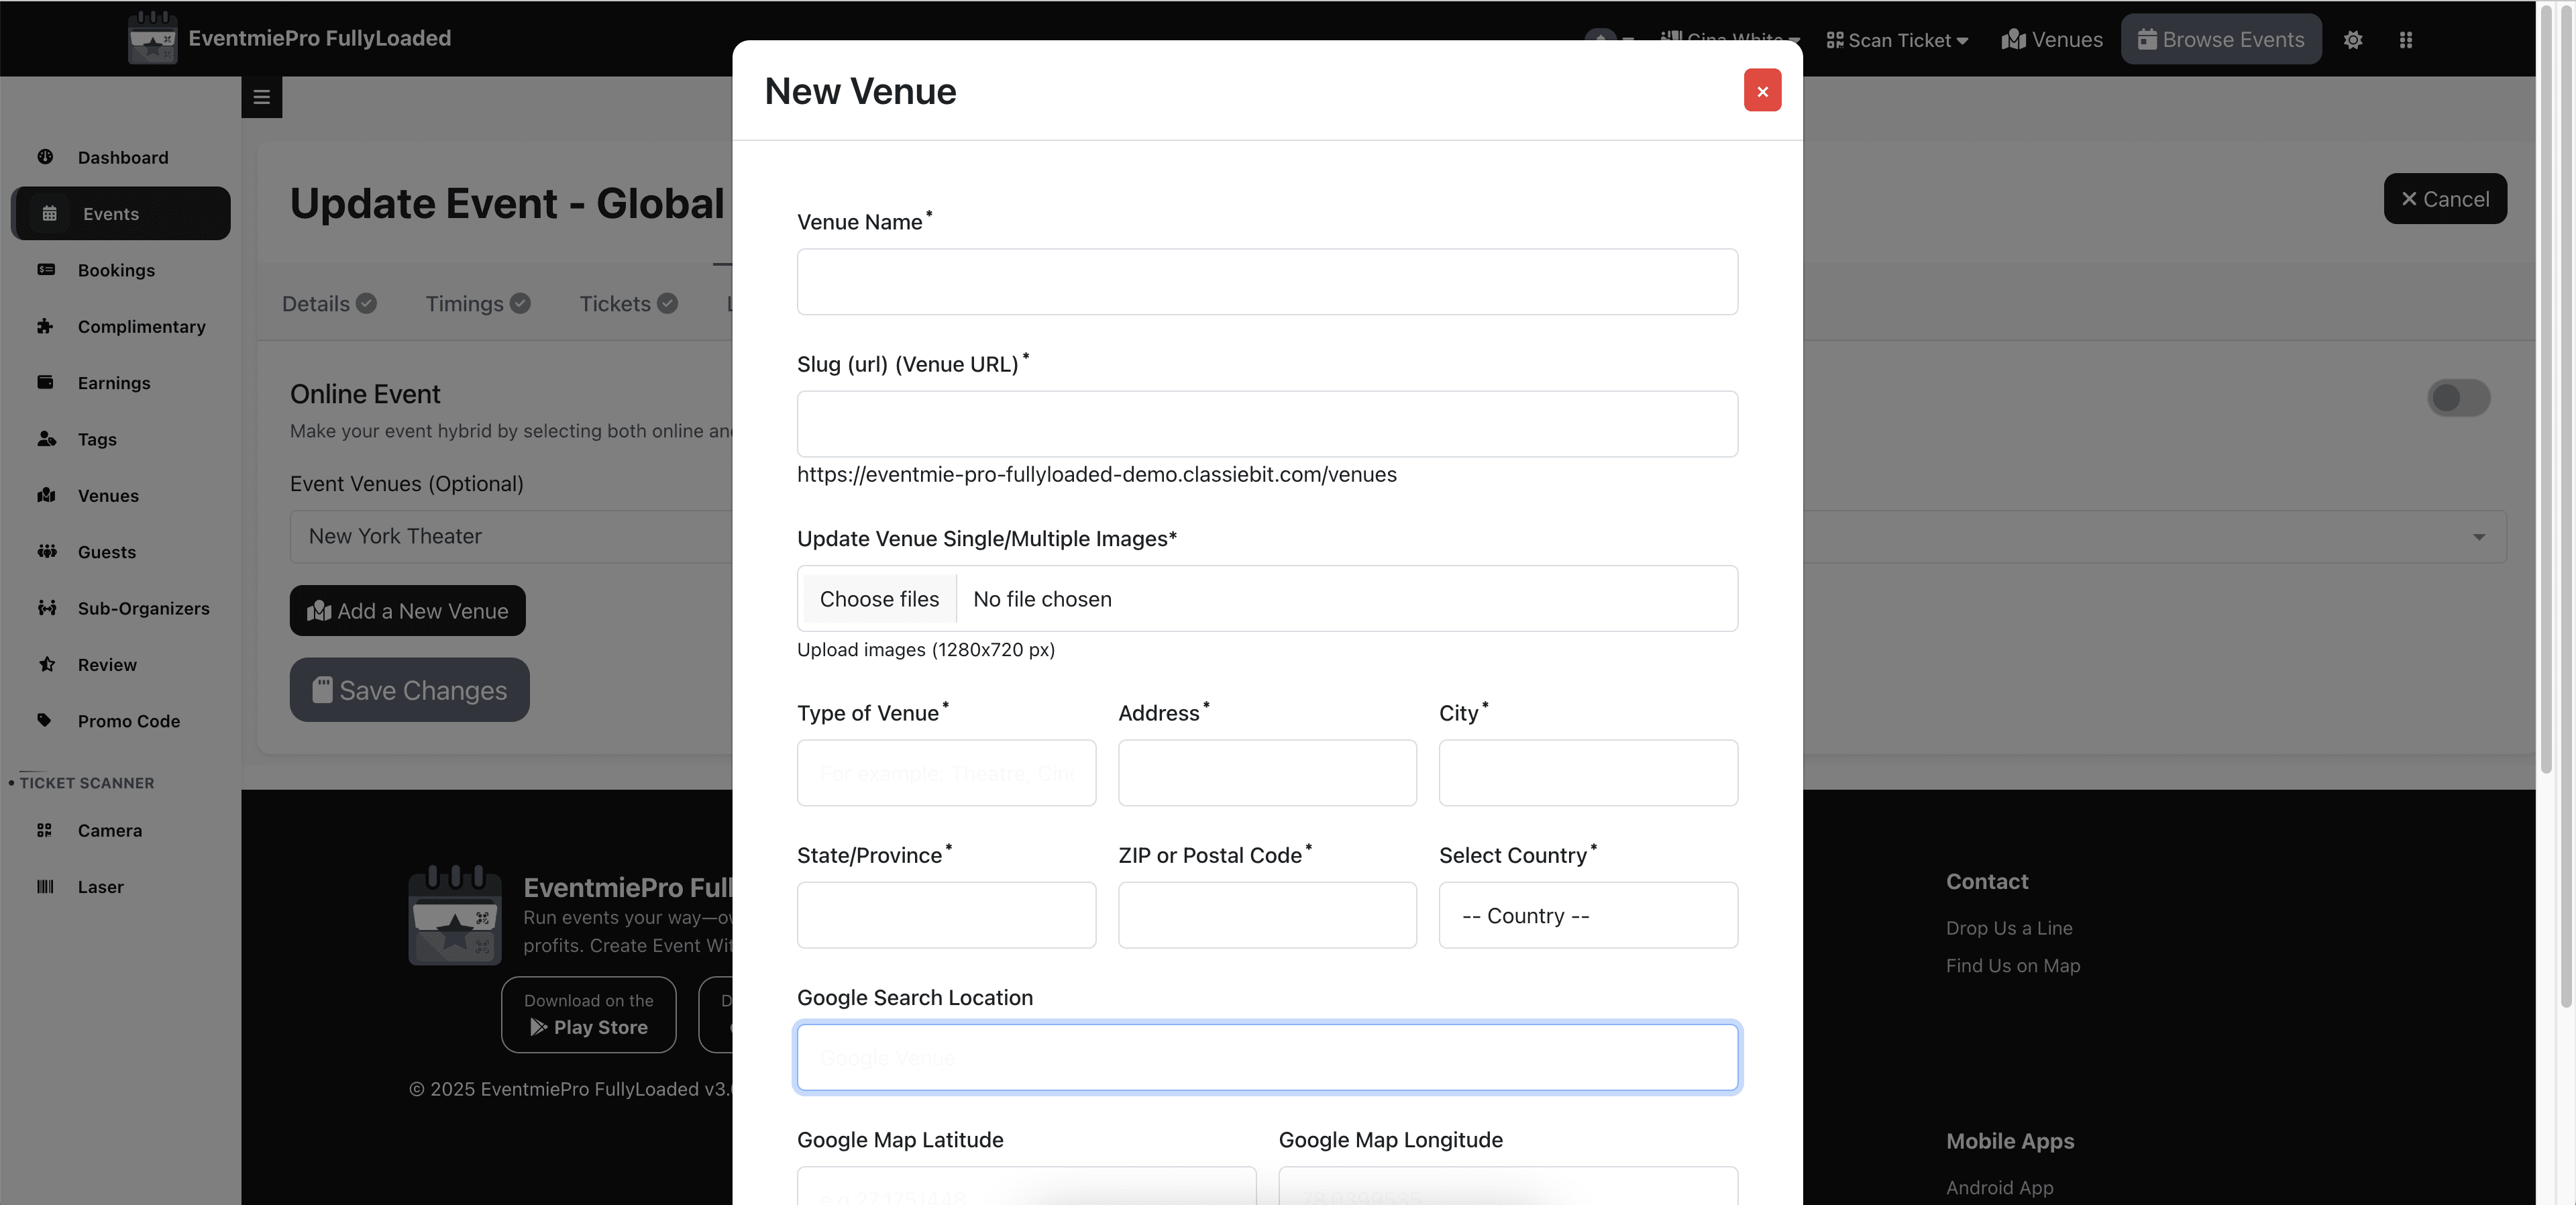 EventmiePro FullyLoaded
Gina White
Scan Ticket
Venues
Browse Events
New Venue
Dashboard
Events
Bookings
Complimentary
Earnings
Tags
Venues
Guests
Sub-Organizers
Review
Promo Code
• TICKET SCANNER
Camera
Laser
Update Event - Global
Cancel
Details
Timings
Tickets
Online Event
Make your event hybrid by selecting both online
Event Venues (Optional)
New York Theater
Add a New Venue
Save Changes
Venue Name*
Slug (url) (Venue URL)*
https://eventmie-pro-fullyloaded-demo.classiebit.com/venues
Update Venue Single/Multiple Images*
Choose files No file chosen
Upload images (1280x720 px)
Type of Venue* Address* City*
For example: Theatre,
State/Province* ZIP or Postal Code* Select Country*
-- Country --
Google Search Location
Google Venue
Google Map Latitude Google Map Longitude
e.g 27.1751448 78.0399535
EventmiePro
Run events your way—
profits. Create Event
Download on the
Play Store
© 2025 EventmiePro FullyLoaded
Contact
Drop Us a Line
Find Us on Map
Mobile Apps
Android App